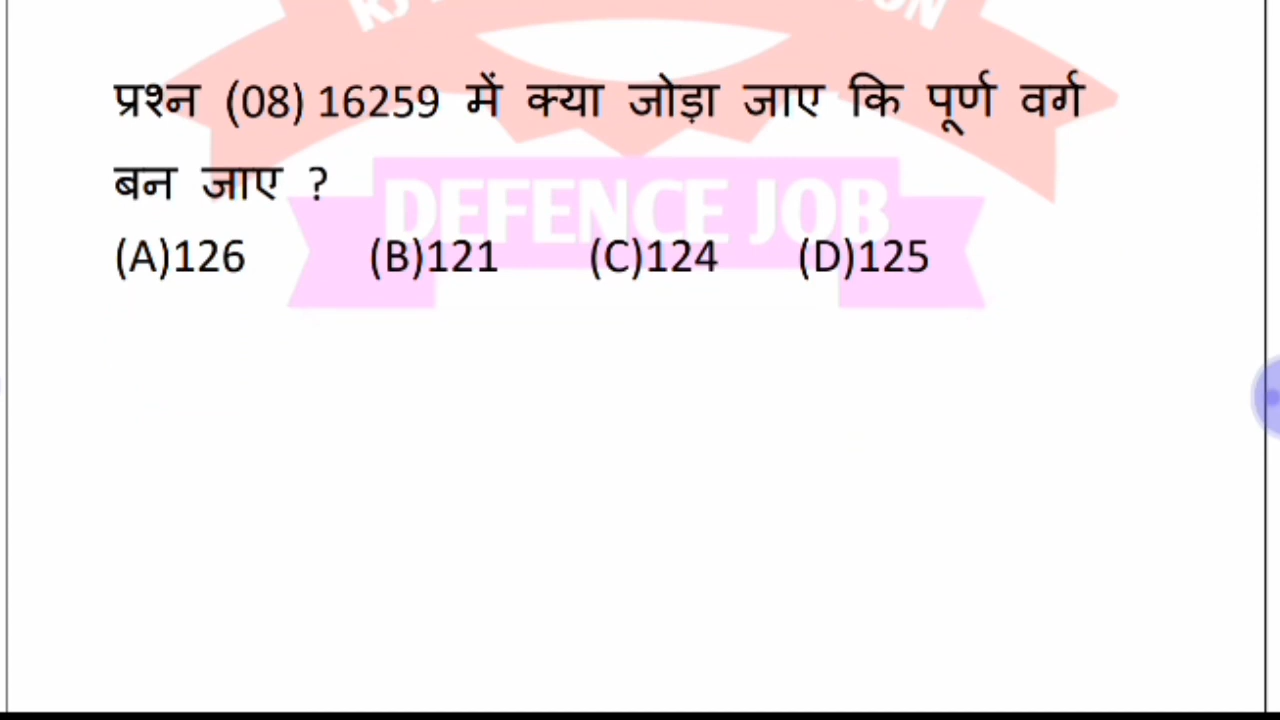 प्रश्न (08) 16259 में क्या जोड़ा जाए कि पूर्ण वर्ग
बन जाए ?
DEFENCE JOB
(A)126 (B)121 (C)124 (D)125